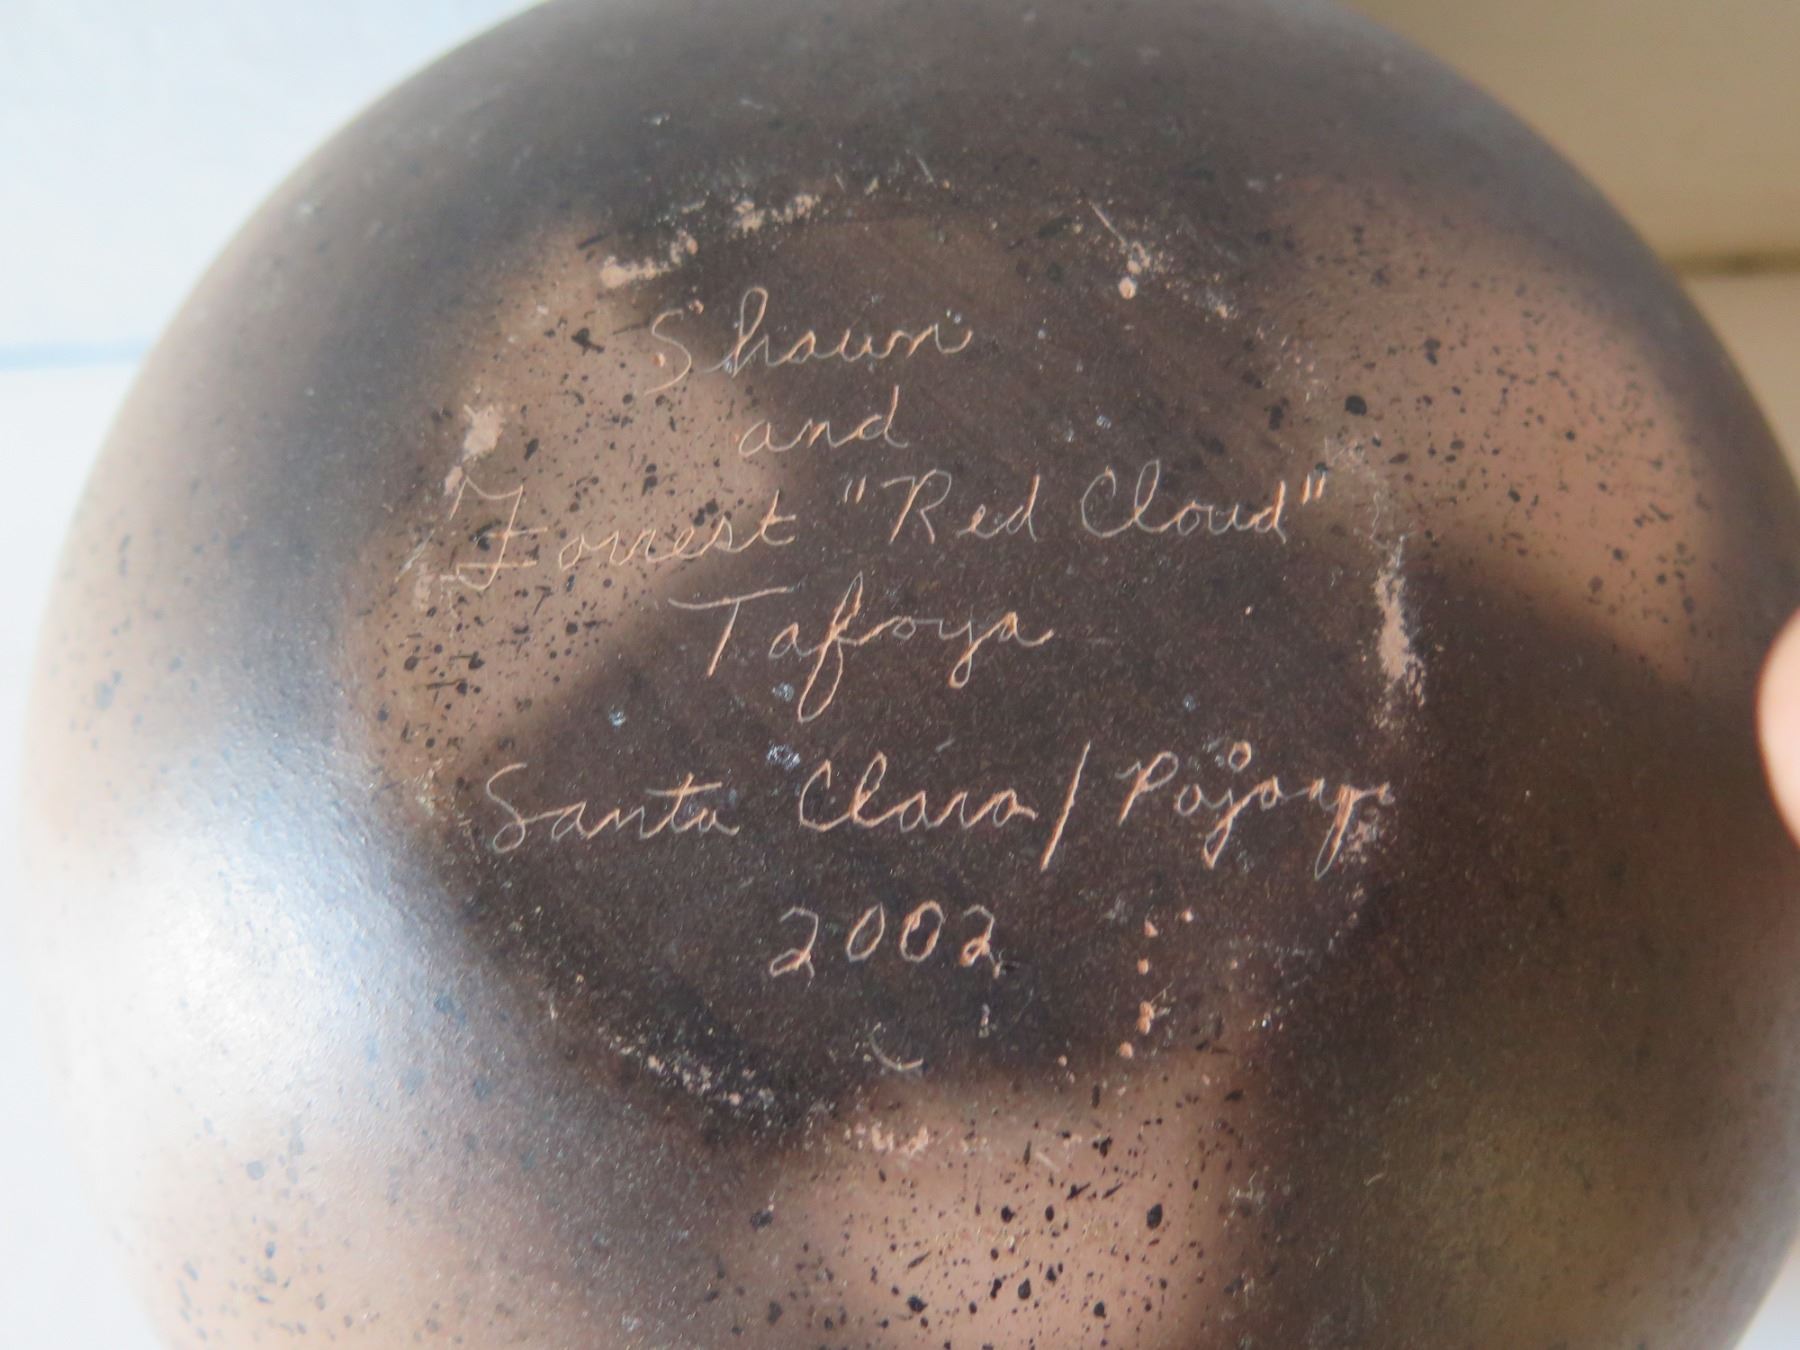 Shawn
and
Forrest "Red Cloud"
Tafoya
Santa Clara/Pojoaque
2002